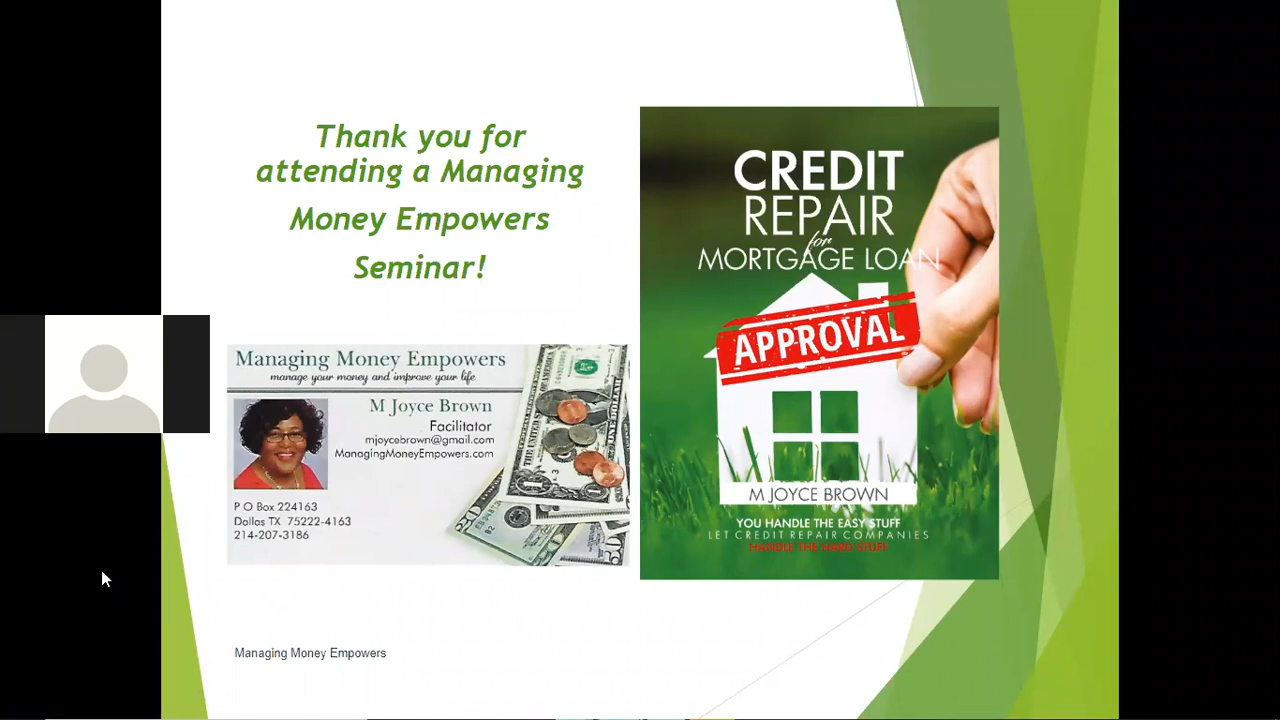 Thank you for
attending a Managing
Money Empowers
Seminar!
Managing Money Empowers
manage your money and improve your life
M Joyce Brown
Facilitator
mjoycebrown@gmail.com
ManagingMoneyEmpowers.com
P O Box 224163
Dallas TX 75222-4163
214-207-3186
CREDIT
REPAIR
for
MORTGAGE LOAN
APPROVAL
M JOYCE BROWN
YOU HANDLE THE EASY STUFF
LET CREDIT REPAIR COMPANIES
HANDLE THE HARD STUFF
Managing Money Empowers